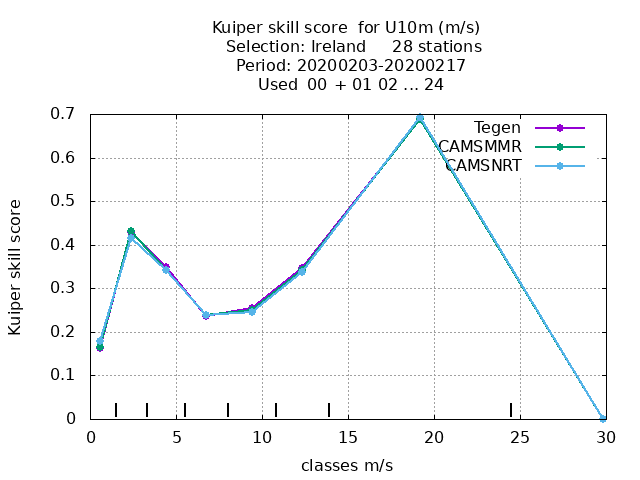 Kuiper skill score  for U10m (m/s)
Selection: Ireland     28 stations
Period: 20200203-20200217
Used  00 + 01 02 ... 24
Tegen
CAMSMMR
CAMSNRT
Kuiper skill score
0.7
0.6
0.5
0.4
0.3
0.2
0.1
0
0 5 10 15 20 25 30
classes m/s